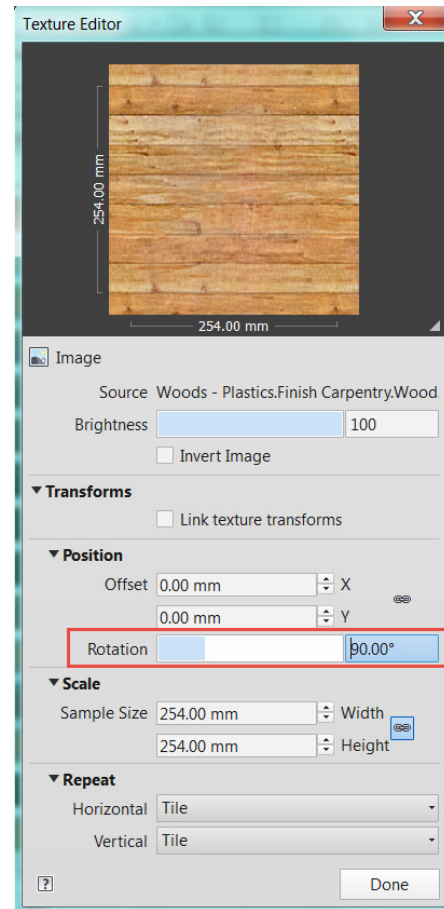 Texture Editor
254.00 mm
254.00 mm
Image
Source Woods - Plastics.Finish Carpentry.Wood
Brightness 100
Invert Image
Transforms
Link texture transforms
Position
Offset 0.00 mm X
0.00 mm Y
Rotation 90.00°
Scale
Sample Size 254.00 mm Width
254.00 mm Height
Repeat
Horizontal Tile
Vertical Tile
? Done